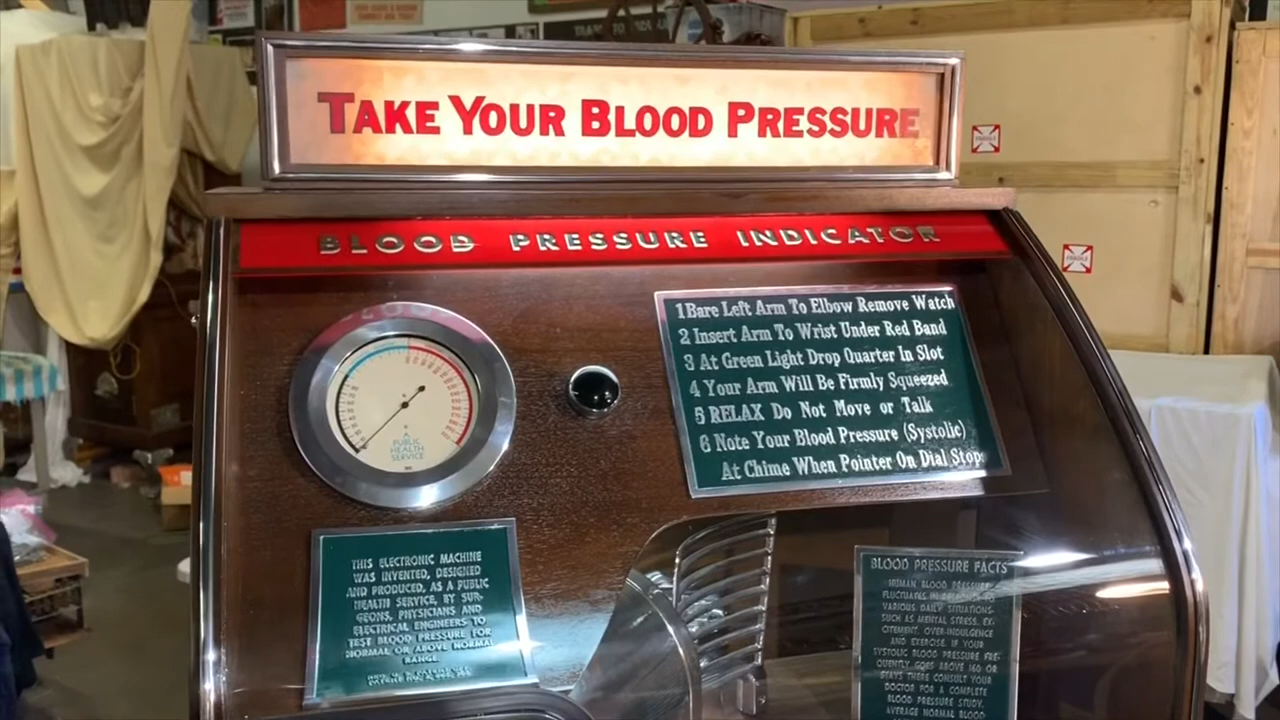 TAKE YOUR BLOOD PRESSURE
BLOOD PRESSURE INDICATOR
1 Bare Left Arm To Elbow Remove Watch
2 Insert Arm To Wrist Under Red Band
3 At Green Light Drop Quarter In Slot
4 Your Arm Will Be Firmly Squeezed
5 RELAX Do Not Move or Talk
6 Note Your Blood Pressure (Systolic)
At Chime When Pointer On Dial Stops
A
PUBLIC
HEALTH
SERVICE
THIS ELECTRONIC MACHINE
WAS INVENTED, DESIGNED
AND PRODUCED, AS A PUBLIC
HEALTH SERVICE, BY SUR-
GEONS, PHYSICIANS AND
ELECTRICAL ENGINEERS TO
TEST BLOOD PRESSURE FOR
NORMAL OR ABOVE NORMAL
RANGE.
BLOOD PRESSURE FACTS
HUMAN BLOOD PRESSURE
FLUCTUATES IN
VARIOUS DAILY SITUATIONS-
SUCH AS MENTAL STRESS, EX-
CITEMENT, OVER-INDULGENCE
AND EXERCISE. IF YOUR
SYSTOLIC BLOOD PRESSURE FRE-
QUENTLY GOES ABOVE 160 OR
STAYS THERE CONSULT YOUR
DOCTOR FOR A COMPLETE
BLOOD PRESSURE STUDY.
AVERAGE NORMAL BLOOD
FRAGILE
FRAGILE